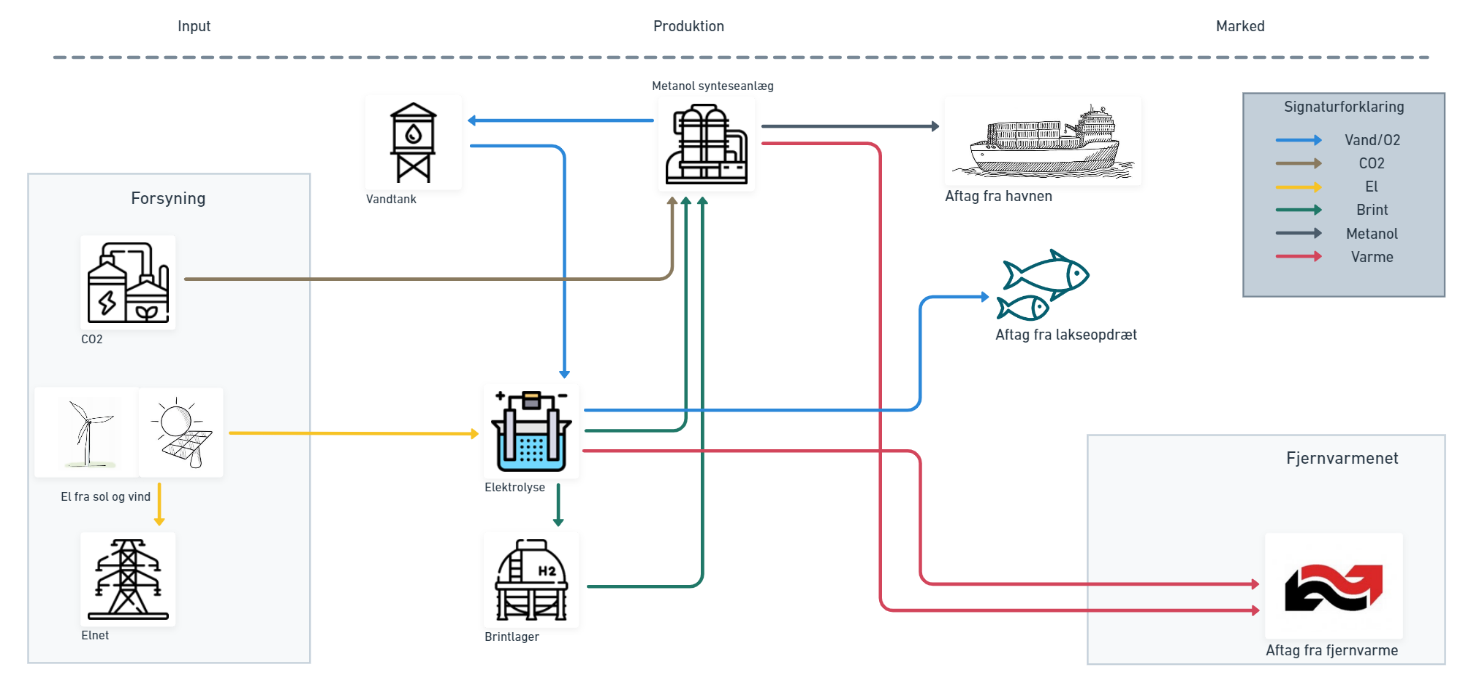 Input
Produktion
Marked
Metanol synteseanlæg
Signaturforklaring
Vand/O2
CO2
El
Brint
Metanol
Varme
Vandtank
Aftag fra havnen
Forsyning
CO2
Aftag fra lakseopdræt
+ −
Elektrolyse
El fra sol og vind
Fjernvarmenet
H2
Elnet
Brintlager
Aftag fra fjernvarme